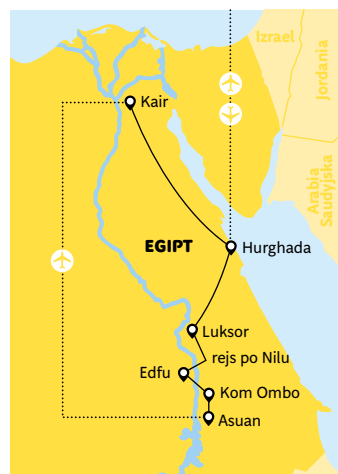 Izrael
Jordania
Arabia
Saudyjska
Kair
EGIPT
Hurghada
Luksor
rejs po Nilu
Edfu
Kom Ombo
Asuan